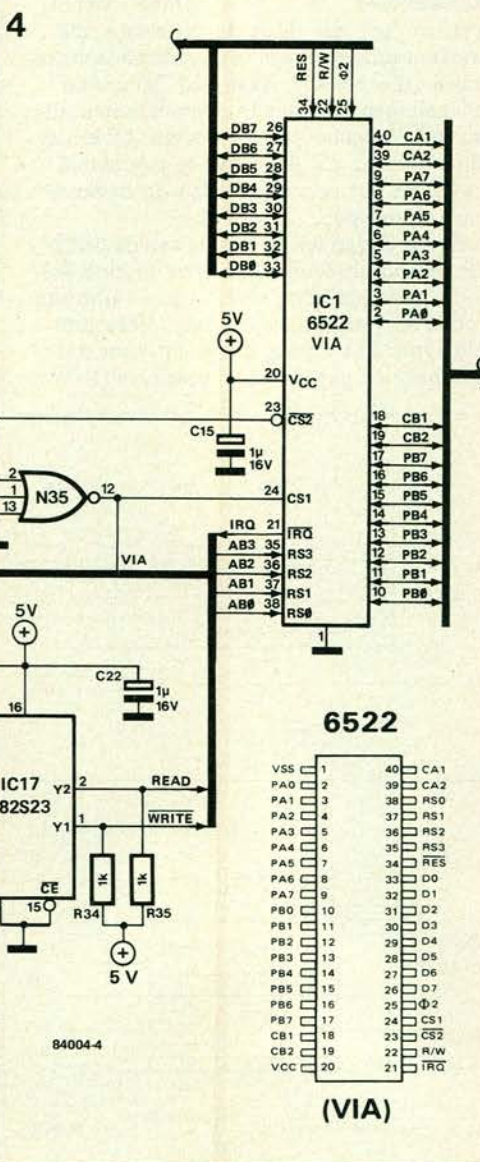 4
RES
R/W
Φ2
34
22
25
DB7 26
DB6 27
DB5 28
DB4 29
DB3 30
DB2 31
DB1 32
DBØ 33
40 CA1
39 CA2
9 PA7
8 PA6
7 PA5
6 PA4
5 PA3
4 PA2
3 PA1
2 PAØ
IC1
6522
VIA
5V
20 VCC
23 CS2
C15
1µ
16V
18 CB1
19 CB2
17 PB7
16 PB6
15 PB5
14 PB4
13 PB3
12 PB2
11 PB1
10 PBØ
2
1
13
N35
12
24 CS1
IRQ 21 IRQ
AB3 35 RS3
AB2 36 RS2
AB1 37 RS1
ABØ 38 RSØ
VIA
1
5V
C22
1µ
16V
16
IC17
82S23
Y2 2 READ
Y1 1 WRITE
CE
15
1k
1k
R34
R35
5 V
84004-4
6522
VSS 1 40 CA1
PA0 2 39 CA2
PA1 3 38 RS0
PA2 4 37 RS1
PA3 5 36 RS2
PA4 6 35 RS3
PA5 7 34 RES
PA6 8 33 D0
PA7 9 32 D1
PB0 10 31 D2
PB1 11 30 D3
PB2 12 29 D4
PB3 13 28 D5
PB4 14 27 D6
PB5 15 26 D7
PB6 16 25 Φ2
PB7 17 24 CS1
CB1 18 23 CS2
CB2 19 22 R/W
VCC 20 21 IRQ
(VIA)